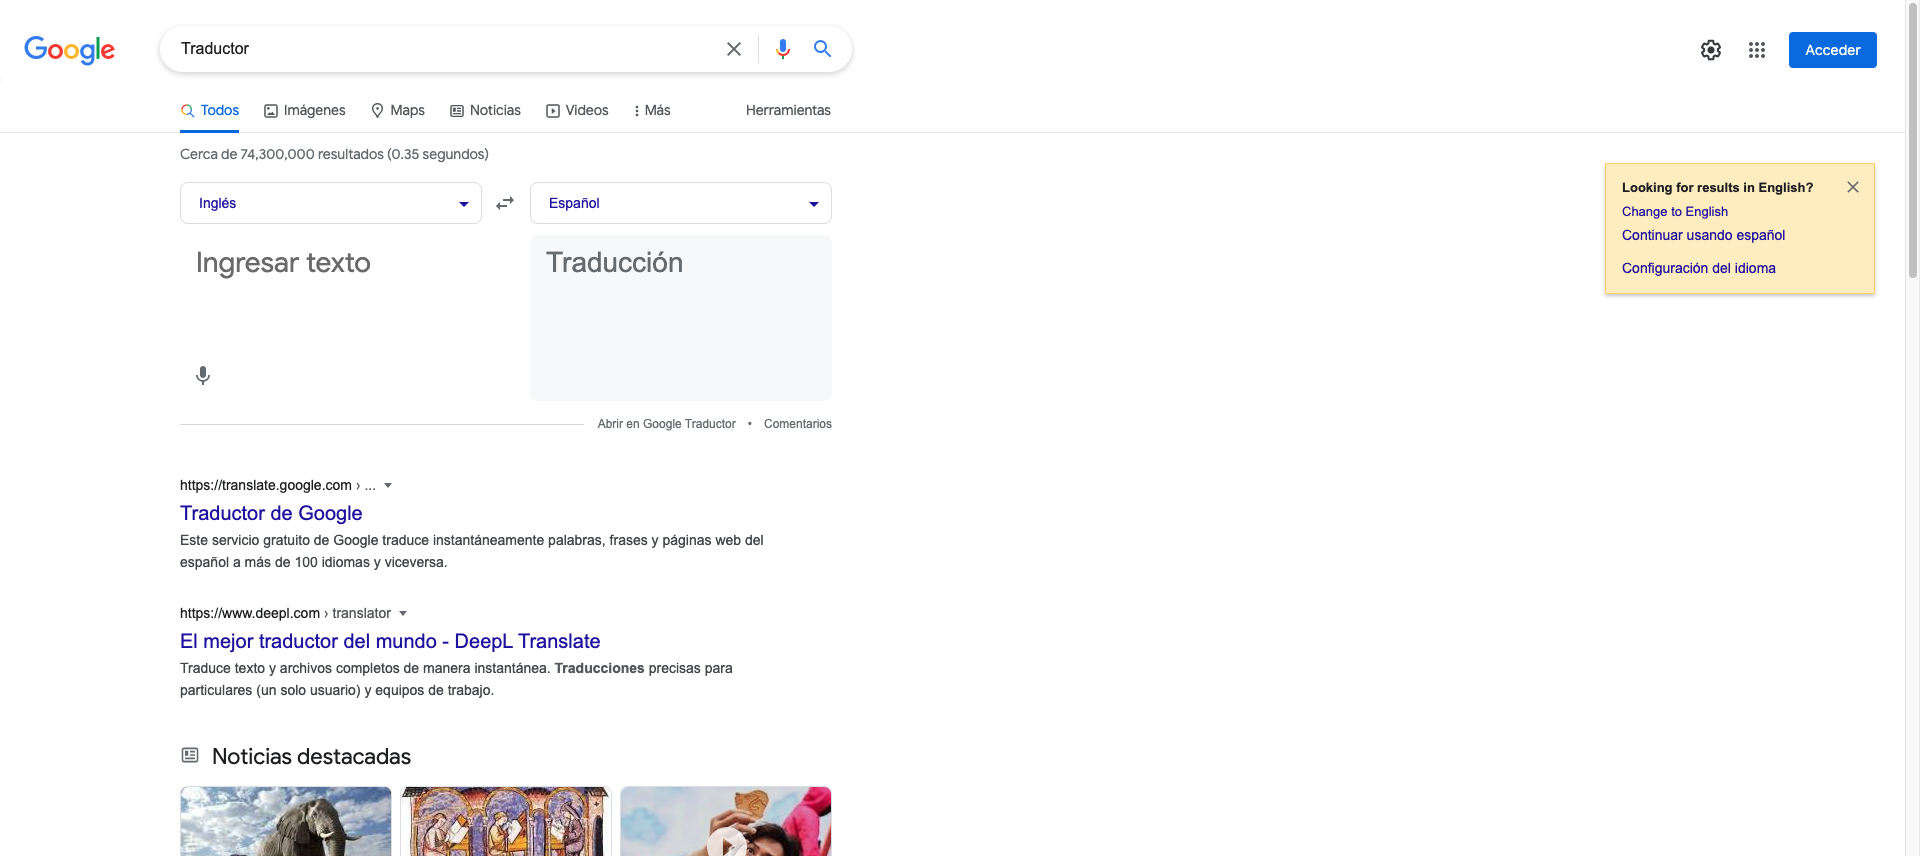 Google
Traductor
Acceder
Todos
Imágenes
Maps
Noticias
Videos
Más
Herramientas
Cerca de 74,300,000 resultados (0.35 segundos)
Looking for results in English?
Change to English
Continuar usando español
Configuración del idioma
Inglés
Español
Ingresar texto
Traducción
Abrir en Google Traductor • Comentarios
https://translate.google.com › ...
Traductor de Google
Este servicio gratuito de Google traduce instantáneamente palabras, frases y páginas web del
español a más de 100 idiomas y viceversa.
https://www.deepl.com › translator
El mejor traductor del mundo - DeepL Translate
Traduce texto y archivos completos de manera instantánea. Traducciones precisas para
particulares (un solo usuario) y equipos de trabajo.
Noticias destacadas